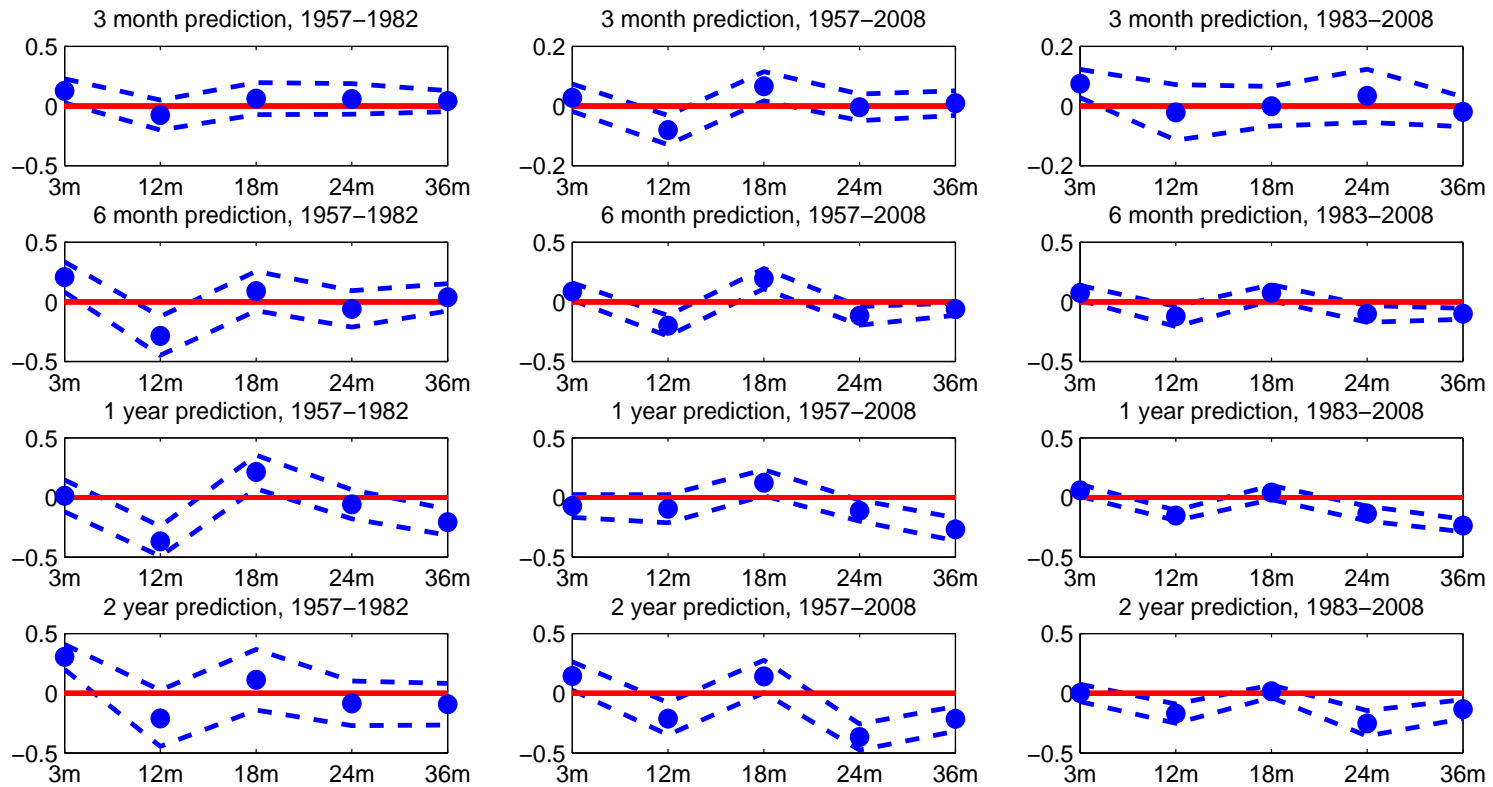 3 month prediction, 1957−1982
3 month prediction, 1957−2008
3 month prediction, 1983−2008
0.5
0
−0.5
3m 12m 18m 24m 36m
0.2
0
−0.2
3m 12m 18m 24m 36m
0.2
0
−0.2
3m 12m 18m 24m 36m
6 month prediction, 1957−1982
6 month prediction, 1957−2008
6 month prediction, 1983−2008
0.5
0
−0.5
3m 12m 18m 24m 36m
0.5
0
−0.5
3m 12m 18m 24m 36m
0.5
0
−0.5
3m 12m 18m 24m 36m
1 year prediction, 1957−1982
1 year prediction, 1957−2008
1 year prediction, 1983−2008
0.5
0
−0.5
3m 12m 18m 24m 36m
0.5
0
−0.5
3m 12m 18m 24m 36m
0.5
0
−0.5
3m 12m 18m 24m 36m
2 year prediction, 1957−1982
2 year prediction, 1957−2008
2 year prediction, 1983−2008
0.5
0
−0.5
3m 12m 18m 24m 36m
0.5
0
−0.5
3m 12m 18m 24m 36m
0.5
0
−0.5
3m 12m 18m 24m 36m